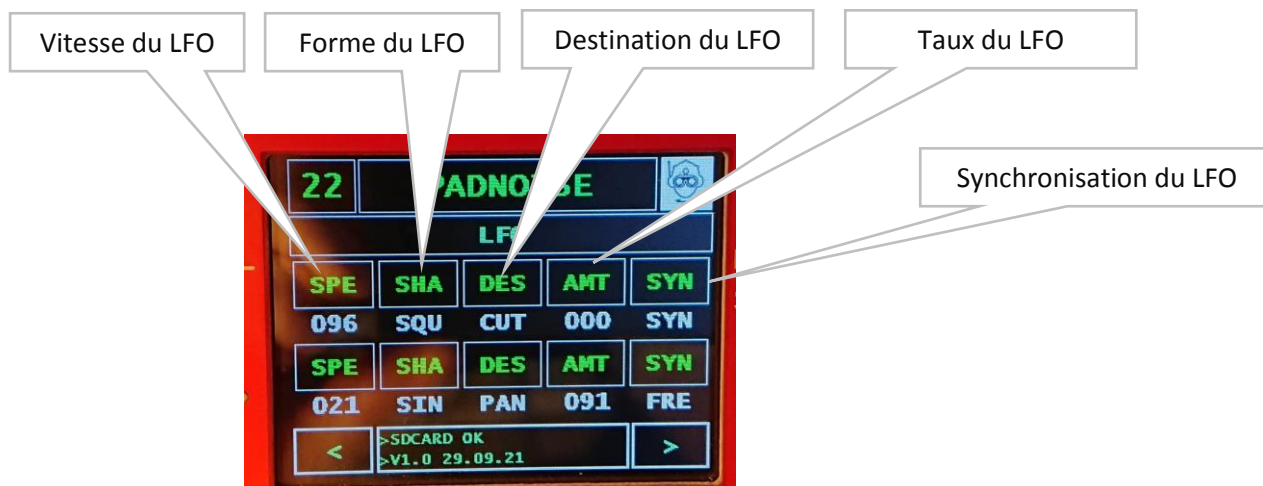 Vitesse du LFO
Forme du LFO
Destination du LFO
Taux du LFO
Synchronisation du LFO
22
LFO
SPE SHA DES AMT SYN
096 SQU CUT 000 SYN
SPE SHA DES AMT SYN
021 SIN PAN 091 FRE
< >SDCARD OK >
>V1.0 29.09.21